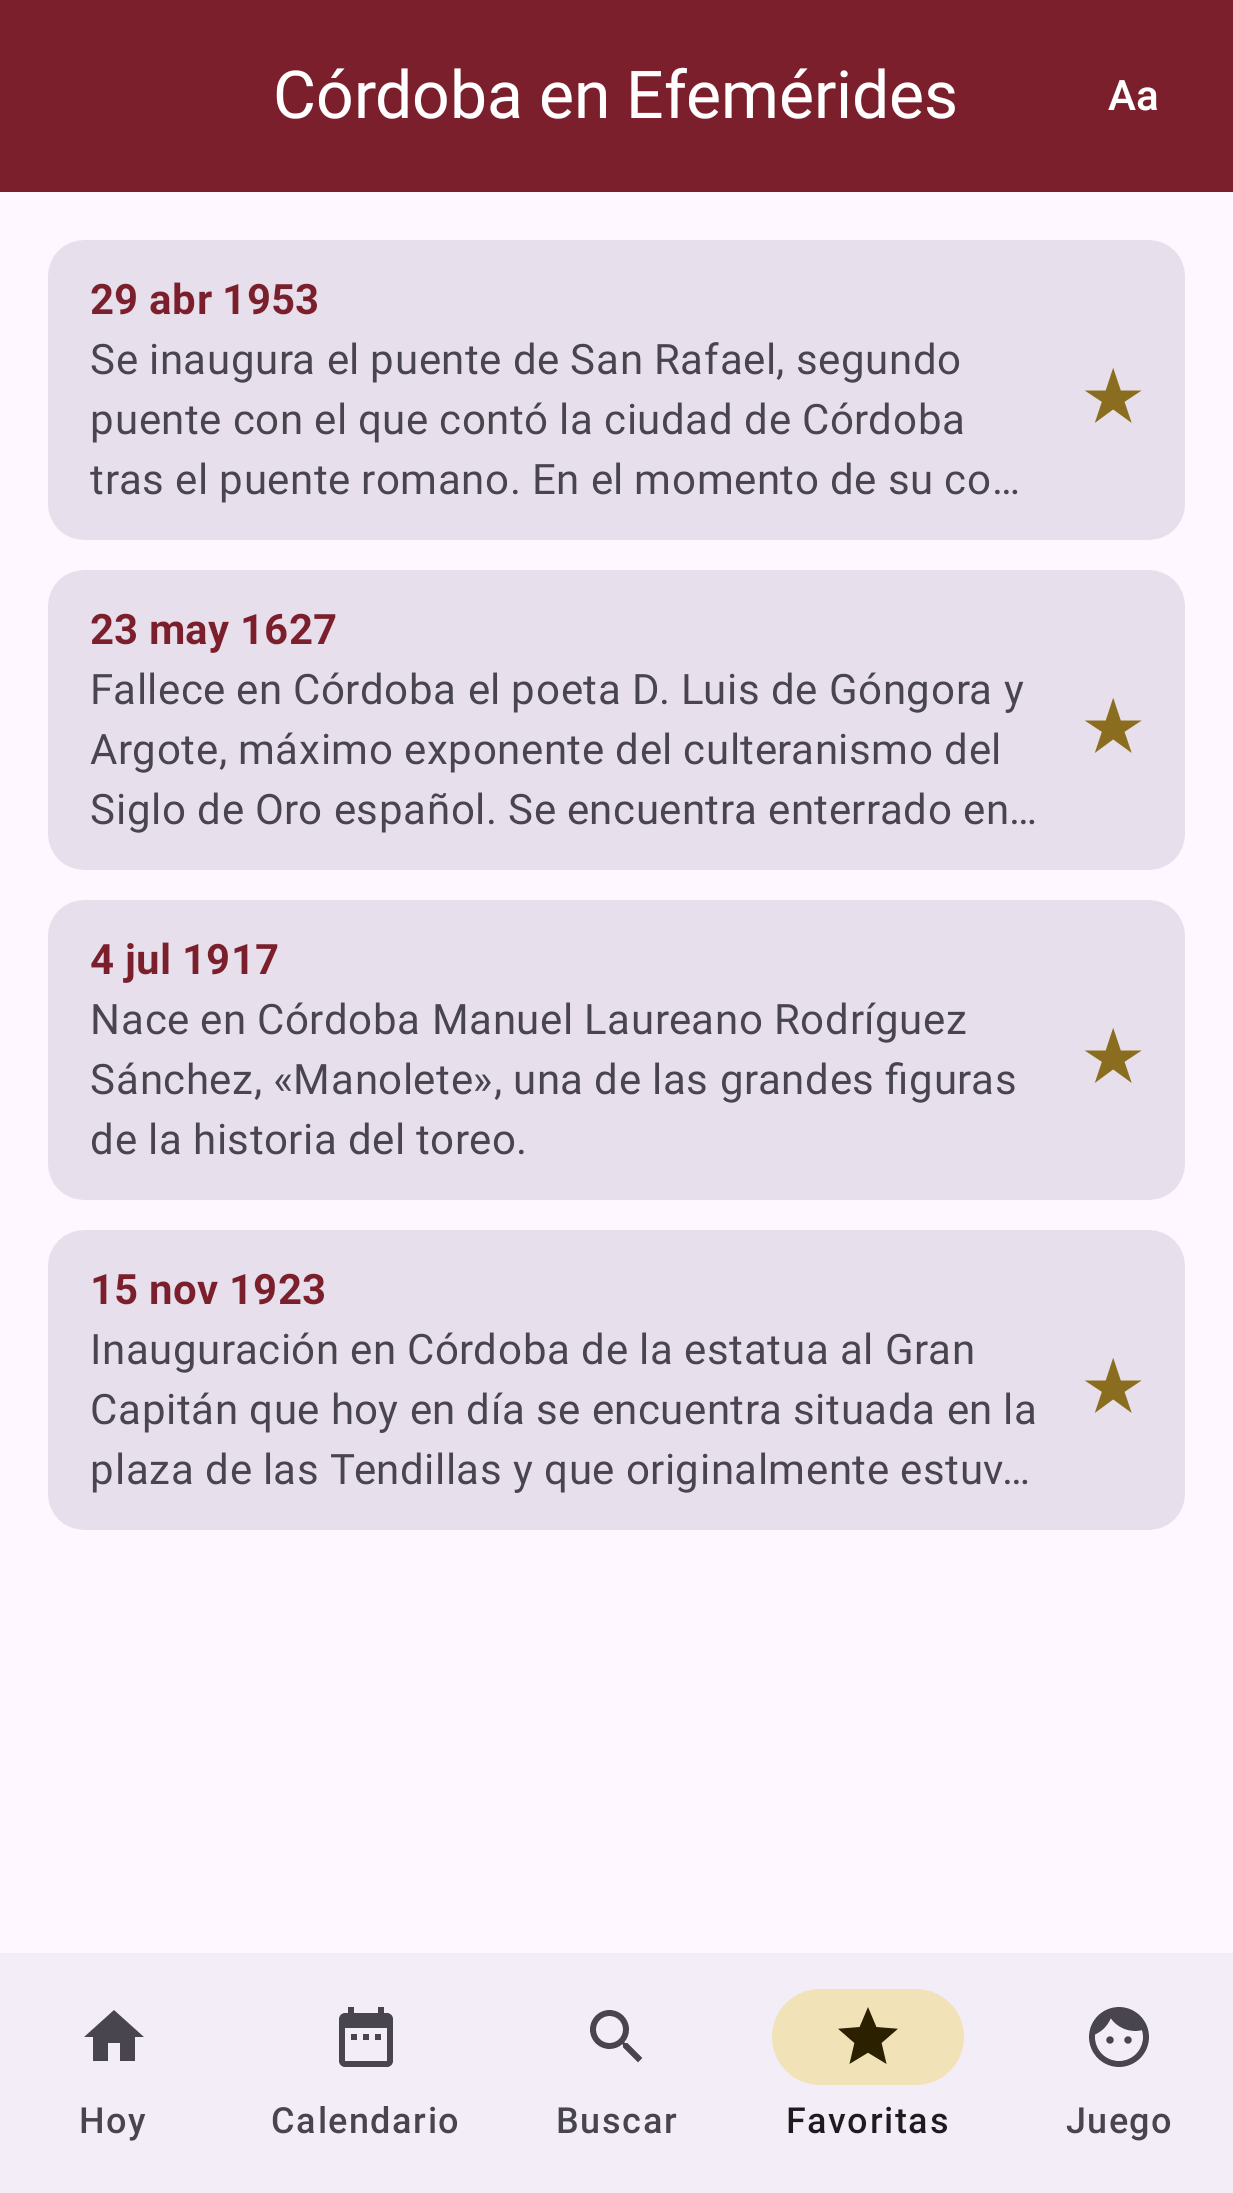 Córdoba en Efemérides
Aa
29 abr 1953
Se inaugura el puente de San Rafael, segundo
puente con el que contó la ciudad de Córdoba
tras el puente romano. En el momento de su co…
23 may 1627
Fallece en Córdoba el poeta D. Luis de Góngora y
Argote, máximo exponente del culteranismo del
Siglo de Oro español. Se encuentra enterrado en…
4 jul 1917
Nace en Córdoba Manuel Laureano Rodríguez
Sánchez, «Manolete», una de las grandes figuras
de la historia del toreo.
15 nov 1923
Inauguración en Córdoba de la estatua al Gran
Capitán que hoy en día se encuentra situada en la
plaza de las Tendillas y que originalmente estuv…
Hoy
Calendario
Buscar
Favoritas
Juego